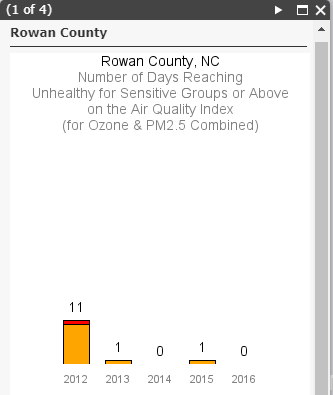 (1 of 4)
Rowan County
Rowan County, NC
Number of Days Reaching
Unhealthy for Sensitive Groups or Above
on the Air Quality Index
(for Ozone & PM2.5 Combined)
11
1
0
1
0
2012 2013 2014 2015 2016